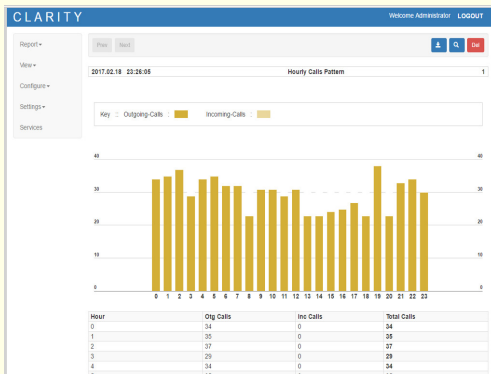 CLARITY Welcome Administrator LOGOUT
Report
View
Configure
Settings
Services
Prev Next Del
2017.02.18 23:26:05 Hourly Calls Pattern 1
Key :: Outgoing-Calls : Incoming-Calls :
40 40
30 30
20 20
10 10
0 0
0 1 2 3 4 5 6 7 8 9 10 11 12 13 14 15 16 17 18 19 20 21 22 23
Hour Otg Calls Inc Calls Total Calls
0 34 0 34
1 35 0 35
2 37 0 37
3 29 0 29
4 34 0 34